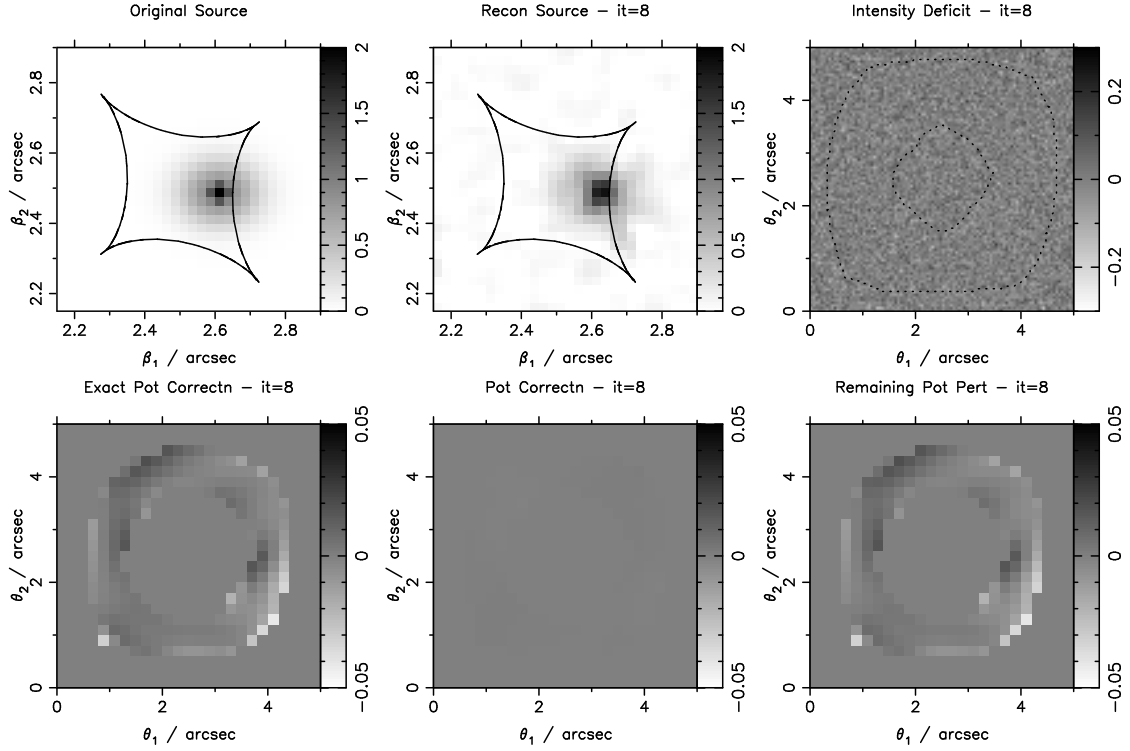 Original Source
Recon Source – it=8
Intensity Deficit – it=8
β₂ / arcsec
2.2 2.4 2.6 2.8
2.2 2.4 2.6 2.8
β₁ / arcsec
0 0.5 1 1.5 2
β₂ / arcsec
2.2 2.4 2.6 2.8
2.2 2.4 2.6 2.8
β₁ / arcsec
0 0.5 1 1.5 2
θ₂ / arcsec
0 2 4
0 2 4
θ₁ / arcsec
−0.2 0 0.2
Exact Pot Correctn – it=8
Pot Correctn – it=8
Remaining Pot Pert – it=8
θ₂ / arcsec
0 2 4
0 2 4
θ₁ / arcsec
−0.05 0 0.05
θ₂ / arcsec
0 2 4
0 2 4
θ₁ / arcsec
−0.05 0 0.05
θ₂ / arcsec
0 2 4
0 2 4
θ₁ / arcsec
−0.05 0 0.05